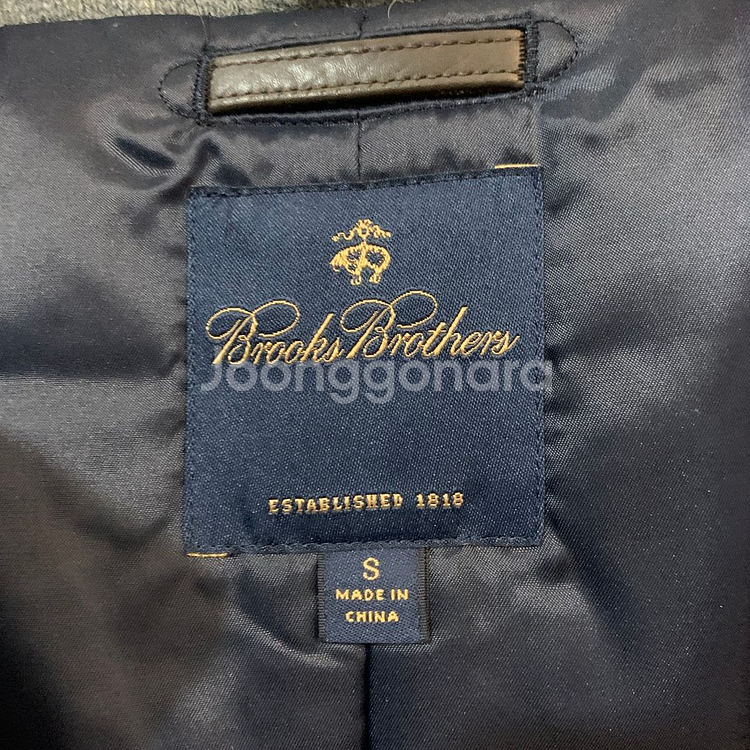 Brooks Brothers
Joonggonara
ESTABLISHED 1818
S
MADE IN
CHINA